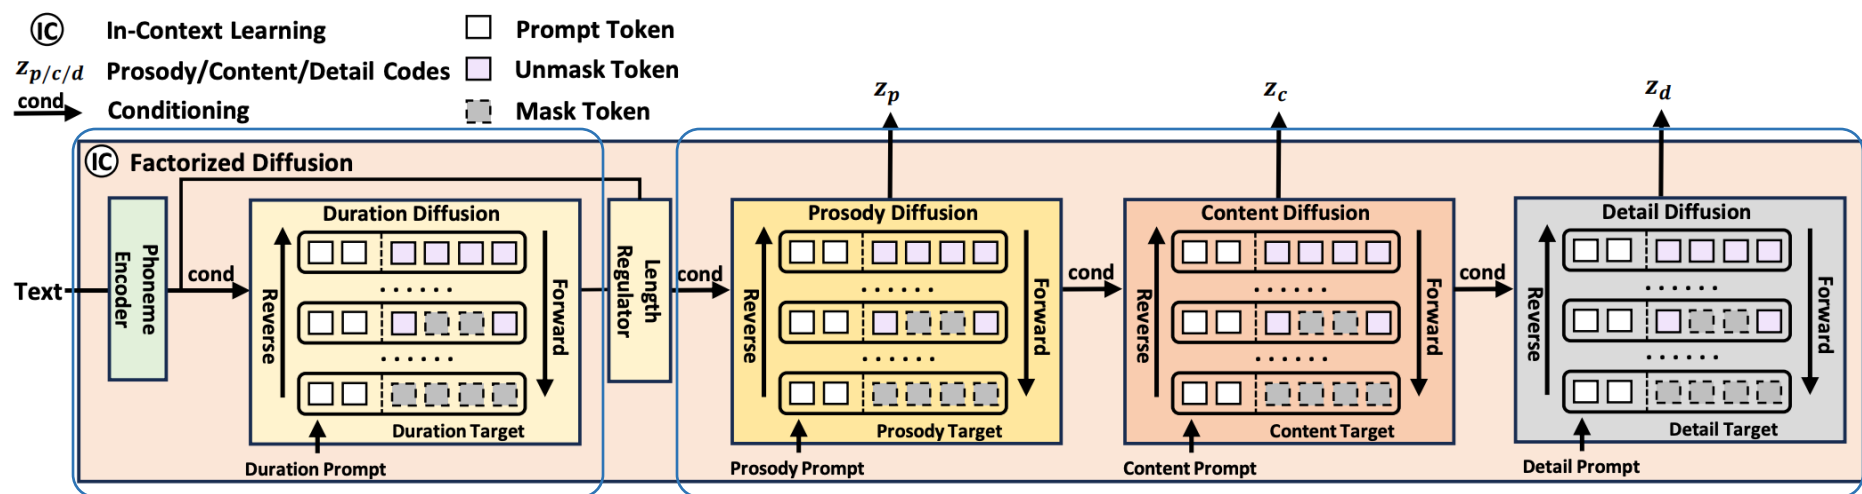 IC In-Context Learning
Prompt Token
z_{p/c/d} Prosody/Content/Detail Codes
Unmask Token
cond Conditioning
Mask Token
z_p
z_c
z_d
IC Factorized Diffusion
Text
Phoneme
Encoder
cond
Duration Diffusion
Reverse
......
......
Forward
Duration Target
Duration Prompt
Length
Regulator
cond
Prosody Diffusion
Reverse
......
......
Forward
Prosody Target
Prosody Prompt
cond
Content Diffusion
Reverse
......
......
Forward
Content Target
Content Prompt
cond
Detail Diffusion
Reverse
......
......
Forward
Detail Target
Detail Prompt